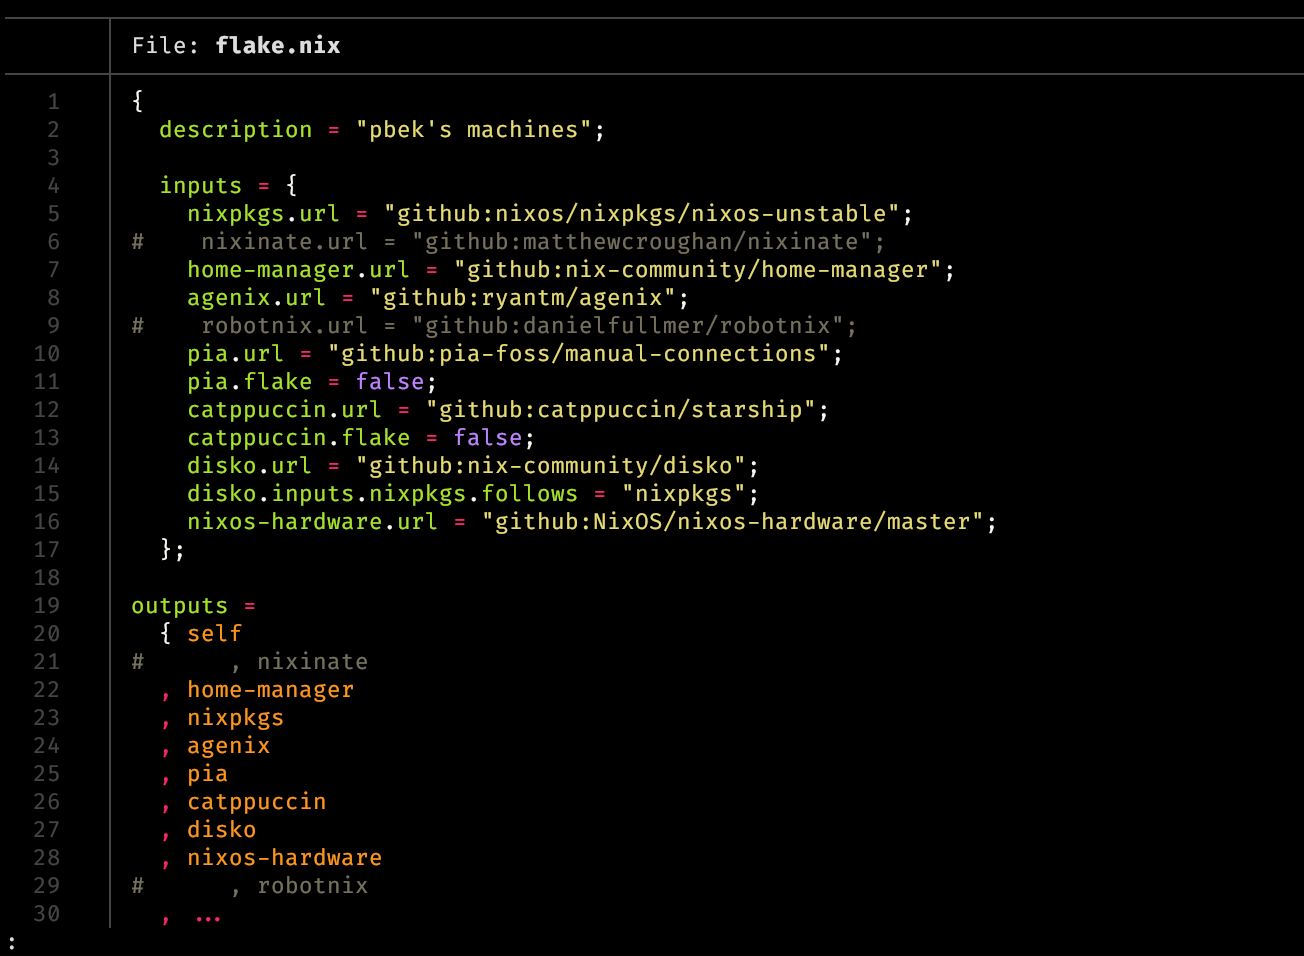 File: flake.nix
1 {
2   description = "pbek's machines";
3
4   inputs = {
5     nixpkgs.url = "github:nixos/nixpkgs/nixos-unstable";
6 #    nixinate.url = "github:matthewcroughan/nixinate";
7     home-manager.url = "github:nix-community/home-manager";
8     agenix.url = "github:ryantm/agenix";
9 #    robotnix.url = "github:danielfullmer/robotnix";
10     pia.url = "github:pia-foss/manual-connections";
11     pia.flake = false;
12     catppuccin.url = "github:catppuccin/starship";
13     catppuccin.flake = false;
14     disko.url = "github:nix-community/disko";
15     disko.inputs.nixpkgs.follows = "nixpkgs";
16     nixos-hardware.url = "github:NixOS/nixos-hardware/master";
17   };
18
19 outputs =
20   { self
21 #      , nixinate
22   , home-manager
23   , nixpkgs
24   , agenix
25   , pia
26   , catppuccin
27   , disko
28   , nixos-hardware
29 #      , robotnix
30   , ...
: